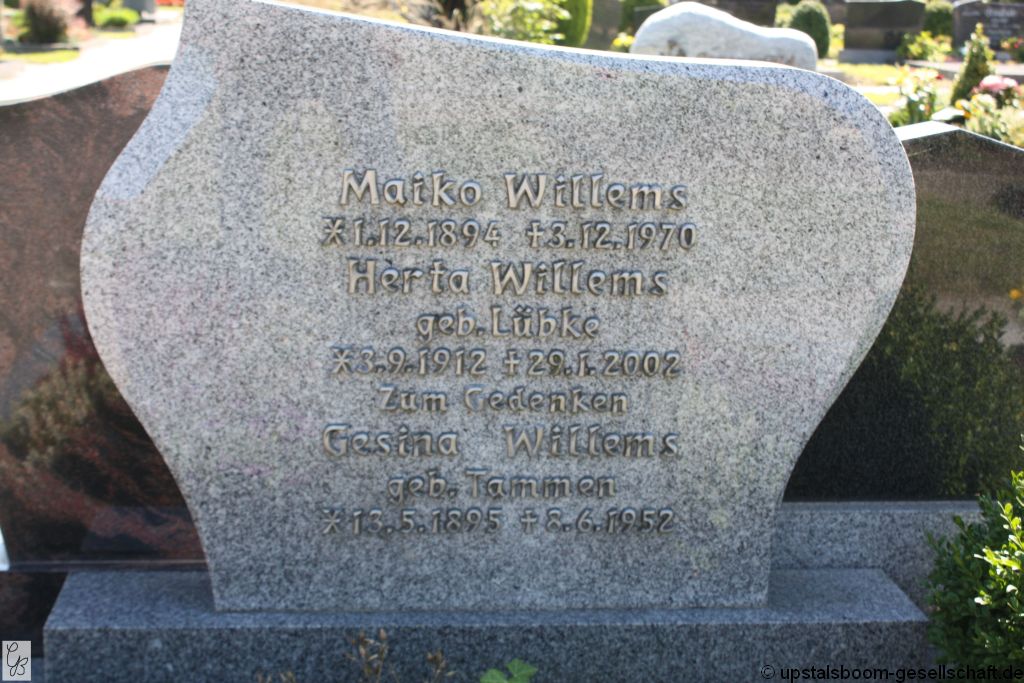 Maiko Willems
*1.12.1894 †3.12.1970
Herta Willems
geb. Lübke
*3.9.1912 †29.1.2002
Zum Gedenken
Gesina Willems
geb. Tammen
*13.5.1895 †8.6.1952
GB
© upstalsboom-gesellschaft.de